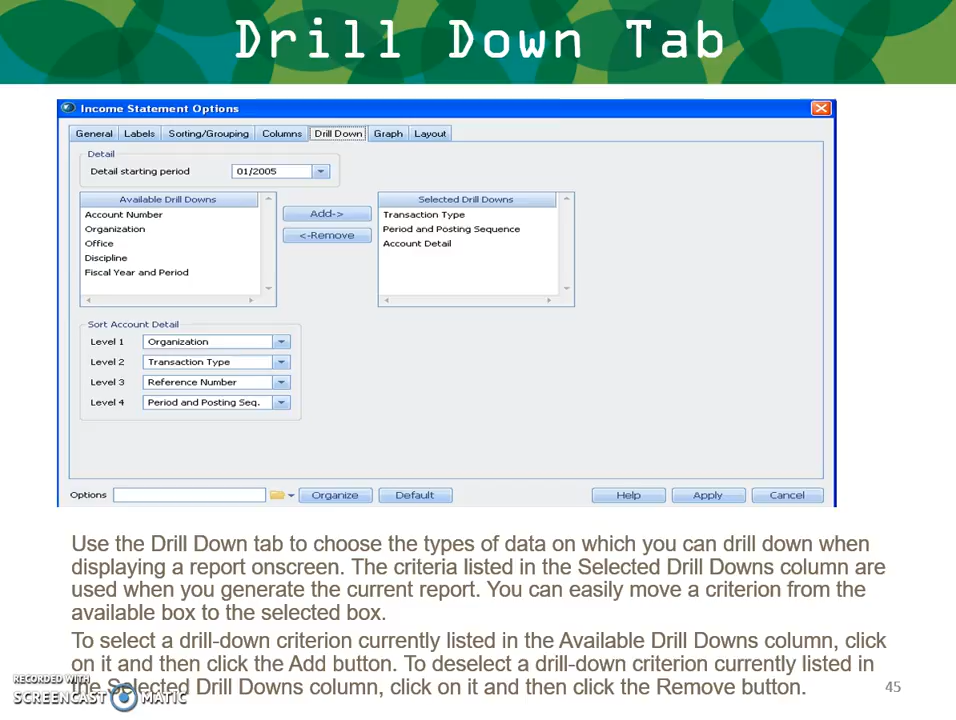 Drill Down Tab
Income Statement Options
General Labels Sorting/Grouping Columns Drill Down Graph Layout
Detail
Detail starting period 01/2005
Available Drill Downs
Account Number
Organization
Office
Discipline
Fiscal Year and Period
Add->
<-Remove
Selected Drill Downs
Transaction Type
Period and Posting Sequence
Account Detail
Sort Account Detail
Level 1 Organization
Level 2 Transaction Type
Level 3 Reference Number
Level 4 Period and Posting Seq.
Options Organize Default Help Apply Cancel
Use the Drill Down tab to choose the types of data on which you can drill down when
displaying a report onscreen. The criteria listed in the Selected Drill Downs column are
used when you generate the current report. You can easily move a criterion from the
available box to the selected box.
To select a drill-down criterion currently listed in the Available Drill Downs column, click
on it and then click the Add button. To deselect a drill-down criterion currently listed in
the Selected Drill Downs column, click on it and then click the Remove button.
45
RECORDED WITH
SCREENCAST MATIC